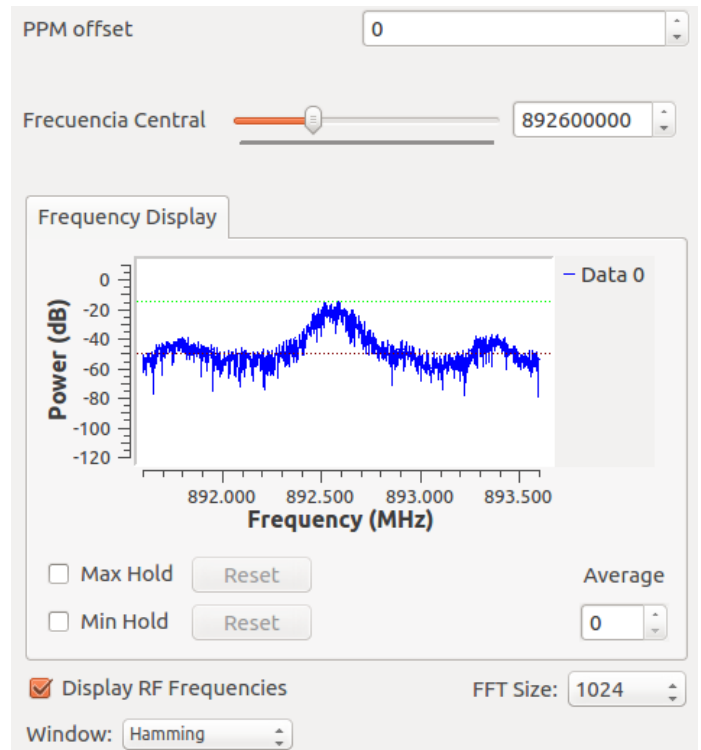 PPM offset 0
Frecuencia Central 892600000
Frequency Display
Data 0
Power (dB)
0
-20
-40
-60
-80
-100
-120
892.000 892.500 893.000 893.500
Frequency (MHz)
Max Hold Reset Average
Min Hold Reset 0
Display RF Frequencies FFT Size: 1024
Window: Hamming